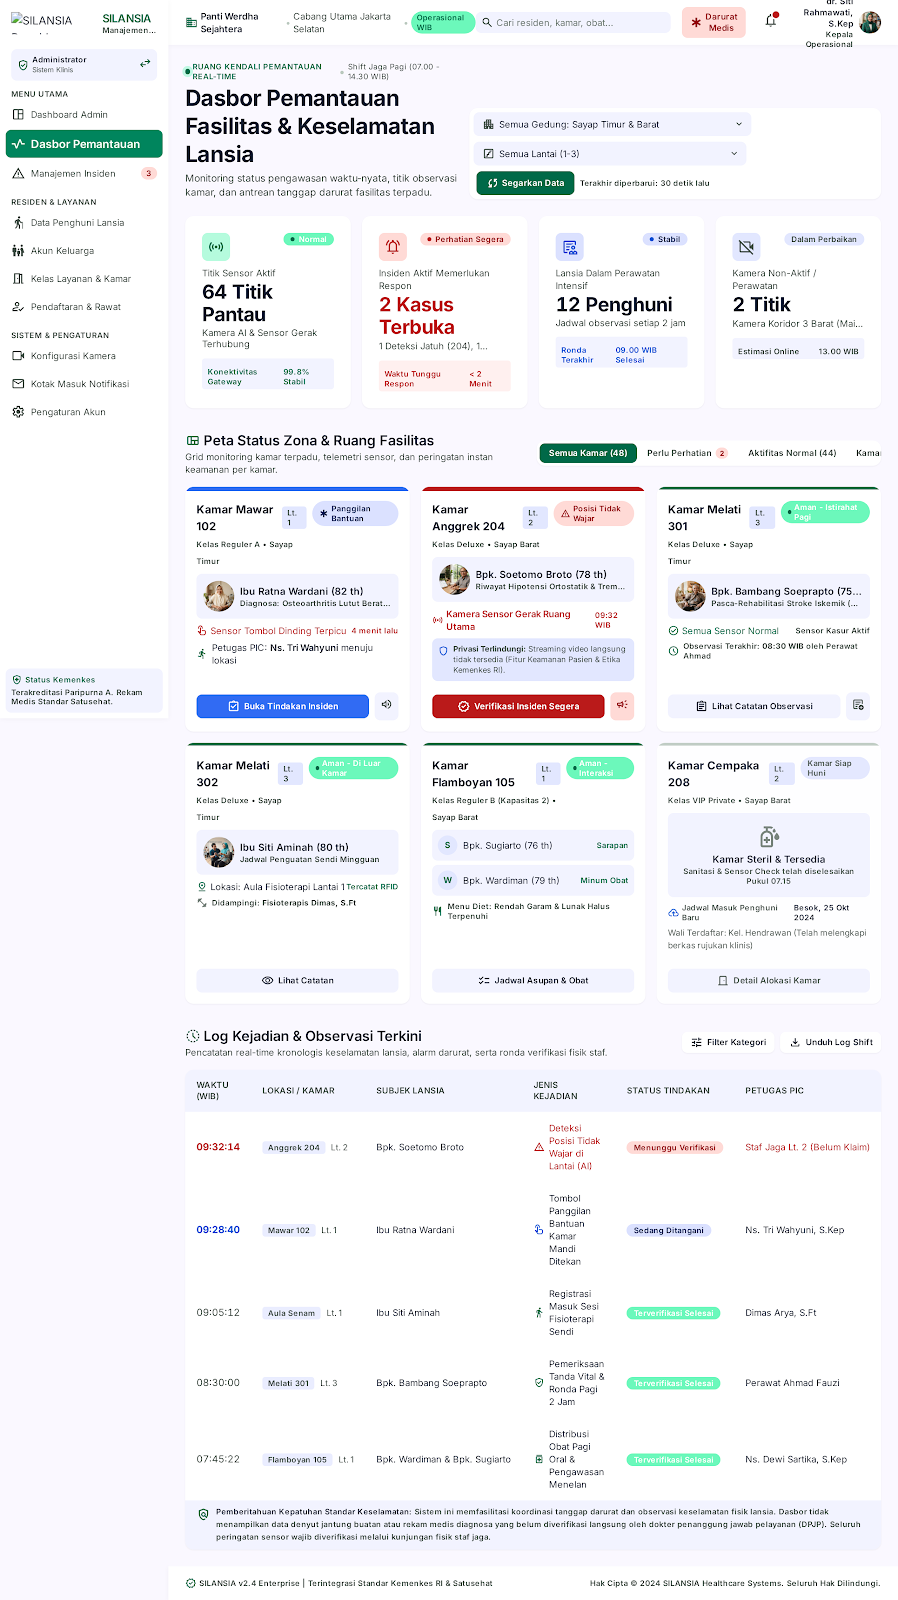 SILANSIA
SILANSIA
Manajemen...
Administrator
Sistem Klinis
MENU UTAMA
Dashboard Admin
Dasbor Pemantauan
Manajemen Insiden 3
RESIDEN & LAYANAN
Data Penghuni Lansia
Akun Keluarga
Kelas Layanan & Kamar
Pendaftaran & Rawat
SISTEM & PENGATURAN
Konfigurasi Kamera
Kotak Masuk Notifikasi
Pengaturan Akun
Status Kemenkes
Terakreditasi Paripurna A. Rekam
Medis Standar Satusehat.
Panti Werdha
Sejahtera
Cabang Utama Jakarta
Selatan
Operasional
WIB
Cari residen, kamar, obat...
Darurat
Medis
dr. Siti
Rahmawati,
S.Kep
Kepala
Operasional
RUANG KENDALI PEMANTAUAN
REAL-TIME
Shift Jaga Pagi (07.00 -
14.30 WIB)
Dasbor Pemantauan
Fasilitas & Keselamatan
Lansia
Monitoring status pengawasan waktu-nyata, titik observasi
kamar, dan antrean tanggap darurat fasilitas terpadu.
Semua Gedung: Sayap Timur & Barat
Semua Lantai (1-3)
Segarkan Data
Terakhir diperbarui: 30 detik lalu
Normal
Titik Sensor Aktif
64 Titik
Pantau
Kamera AI & Sensor Gerak
Terhubung
Konektivitas
Gateway
99.8%
Stabil
Perhatian Segera
Insiden Aktif Memerlukan
Respon
2 Kasus
Terbuka
1 Deteksi Jatuh (204), 1...
Waktu Tunggu
Respon
< 2
Menit
Stabil
Lansia Dalam Perawatan
Intensif
12 Penghuni
Jadwal observasi setiap 2 jam
Ronda
Terakhir
09.00 WIB
Selesai
Dalam Perbaikan
Kamera Non-Aktif /
Perawatan
2 Titik
Kamera Koridor 3 Barat (Mai...
Estimasi Online 13.00 WIB
Peta Status Zona & Ruang Fasilitas
Grid monitoring kamar terpadu, telemetri sensor, dan peringatan instan
keamanan per kamar.
Semua Kamar (48)
Perlu Perhatian 2
Aktifitas Normal (44)
Kama
Kamar Mawar
102
Lt.
1
Panggilan
Bantuan
Kelas Reguler A • Sayap
Timur
Ibu Ratna Wardani (82 th)
Diagnosa: Osteoarthritis Lutut Berat...
Sensor Tombol Dinding Terpicu 4 menit lalu
Petugas PIC: Ns. Tri Wahyuni menuju
lokasi
Buka Tindakan Insiden
Kamar
Anggrek 204
Lt.
2
Posisi Tidak
Wajar
Kelas Deluxe • Sayap Barat
Bpk. Soetomo Broto (78 th)
Riwayat Hipotensi Ortostatik & Trem...
Kamera Sensor Gerak Ruang
Utama
09:32
WIB
Privasi Terlindungi: Streaming video langsung
tidak tersedia (Fitur Keamanan Pasien & Etika
Kemenkes RI).
Verifikasi Insiden Segera
Kamar Melati
301
Lt.
3
Aman - Istirahat
Pagi
Kelas Deluxe • Sayap
Timur
Bpk. Bambang Soeprapto (75...
Pasca-Rehabilitasi Stroke Iskemik (...
Semua Sensor Normal Sensor Kasur Aktif
Observasi Terakhir: 08:30 WIB oleh Perawat
Ahmad
Lihat Catatan Observasi
Kamar Melati
302
Lt.
3
Aman - Di Luar
Kamar
Kelas Deluxe • Sayap
Timur
Ibu Siti Aminah (80 th)
Jadwal Penguatan Sendi Mingguan
Lokasi: Aula Fisioterapi Lantai 1 Tercatat RFID
Didampingi: Fisioterapis Dimas, S.Ft
Lihat Catatan
Kamar
Flamboyan 105
Lt.
1
Aman -
Interaksi
Kelas Reguler B (Kapasitas 2) •
Sayap Barat
S Bpk. Sugiarto (76 th) Sarapan
W Bpk. Wardiman (79 th) Minum Obat
Menu Diet: Rendah Garam & Lunak Halus
Terpenuhi
Jadwal Asupan & Obat
Kamar Cempaka
208
Lt.
2
Kamar Siap
Huni
Kelas VIP Private • Sayap Barat
Kamar Steril & Tersedia
Sanitasi & Sensor Check telah diselesaikan
Pukul 07.15
Jadwal Masuk Penghuni
Baru
Besok, 25 Okt
2024
Wali Terdaftar: Kel. Hendrawan (Telah melengkapi
berkas rujukan klinis)
Detail Alokasi Kamar
Log Kejadian & Observasi Terkini
Pencatatan real-time kronologis keselamatan lansia, alarm darurat, serta ronda verifikasi fisik staf.
Filter Kategori
Unduh Log Shift
WAKTU
(WIB)
LOKASI / KAMAR
SUBJEK LANSIA
JENIS
KEJADIAN
STATUS TINDAKAN
PETUGAS PIC
09:32:14
Anggrek 204 Lt. 2
Bpk. Soetomo Broto
Deteksi
Posisi Tidak
Wajar di
Lantai (AI)
Menunggu Verifikasi
Staf Jaga Lt. 2 (Belum Klaim)
09:28:40
Mawar 102 Lt. 1
Ibu Ratna Wardani
Tombol
Panggilan
Bantuan
Kamar
Mandi
Ditekan
Sedang Ditangani
Ns. Tri Wahyuni, S.Kep
09:05:12
Aula Senam Lt. 1
Ibu Siti Aminah
Registrasi
Masuk Sesi
Fisioterapi
Sendi
Terverifikasi Selesai
Dimas Arya, S.Ft
08:30:00
Melati 301 Lt. 3
Bpk. Bambang Soeprapto
Pemeriksaan
Tanda Vital &
Ronda Pagi
2 Jam
Terverifikasi Selesai
Perawat Ahmad Fauzi
07:45:22
Flamboyan 105 Lt. 1
Bpk. Wardiman & Bpk. Sugiarto
Distribusi
Obat Pagi
Oral &
Pengawasan
Menelan
Terverifikasi Selesai
Ns. Dewi Sartika, S.Kep
Pemberitahuan Kepatuhan Standar Keselamatan: Sistem ini memfasilitasi koordinasi tanggap darurat dan observasi keselamatan fisik lansia. Dasbor tidak
menampilkan data denyut jantung buatan atau rekam medis diagnosa yang belum diverifikasi langsung oleh dokter penanggung jawab pelayanan (DPJP). Seluruh
peringatan sensor wajib diverifikasi melalui kunjungan fisik staf jaga.
SILANSIA v2.4 Enterprise | Terintegrasi Standar Kemenkes RI & Satusehat
Hak Cipta © 2024 SILANSIA Healthcare Systems. Seluruh Hak Dilindungi.